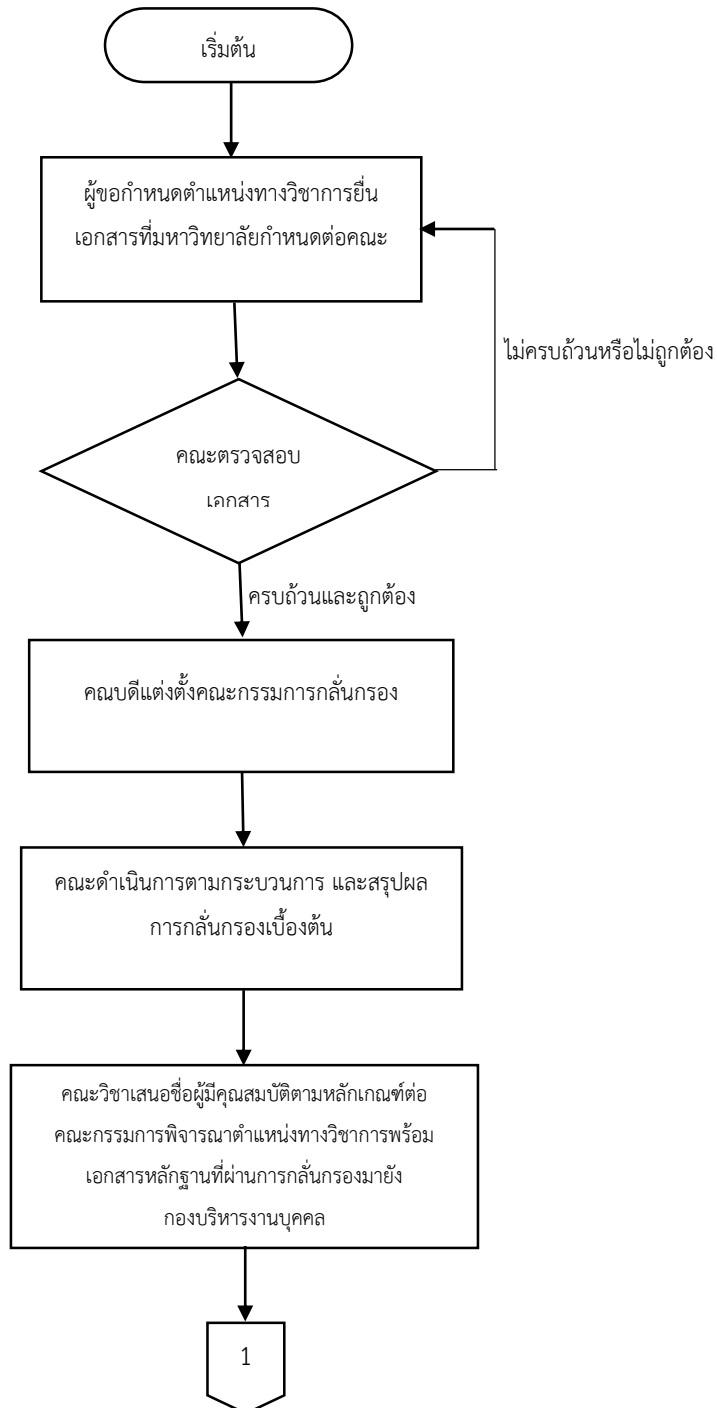 เริ่มต้น
ผู้ขอกำหนดตำแหน่งทางวิชาการยื่น
เอกสารที่มหาวิทยาลัยกำหนดต่อคณะ
ไม่ครบถ้วนหรือไม่ถูกต้อง
คณะตรวจสอบ
เอกสาร
ครบถ้วนและถูกต้อง
คณบดีแต่งตั้งคณะกรรมการกลั่นกรอง
คณะดำเนินการตามกระบวนการ และสรุปผล
การกลั่นกรองเบื้องต้น
คณะวิชาเสนอชื่อผู้มีคุณสมบัติตามหลักเกณฑ์ต่อ
คณะกรรมการพิจารณาตำแหน่งทางวิชาการพร้อม
เอกสารหลักฐานที่ผ่านการกลั่นกรองมายัง
กองบริหารงานบุคคล
1